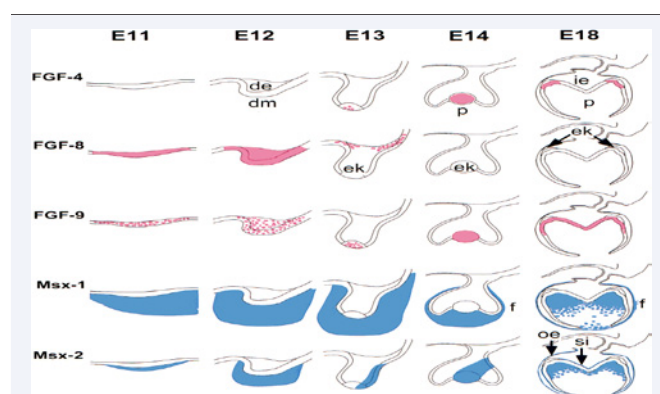 E11 E12 E13 E14 E18
FGF-4 de ie
dm p p
FGF-8 ek ek ek
FGF-9
Msx-1 f f
Msx-2 oe si